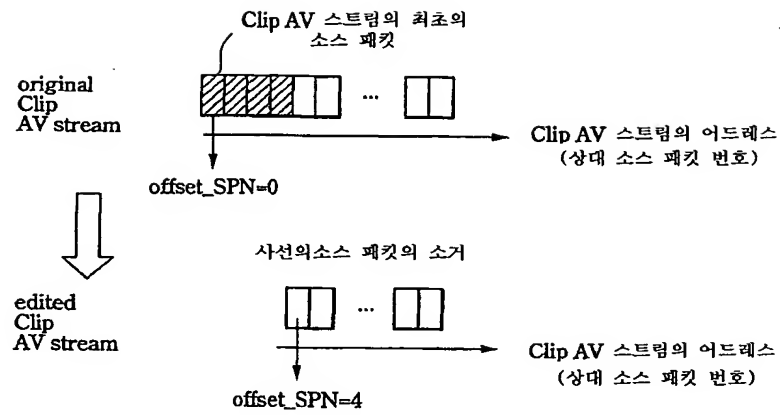 Clip AV 스트림의 최초의
소스 패킷
original
Clip
AV stream
...
Clip AV 스트림의 어드레스
(상대 소스 패킷 번호)
offset_SPN=0
사선의소스 패킷의 소거
edited
Clip
AV stream
...
Clip AV 스트림의 어드레스
(상대 소스 패킷 번호)
offset_SPN=4